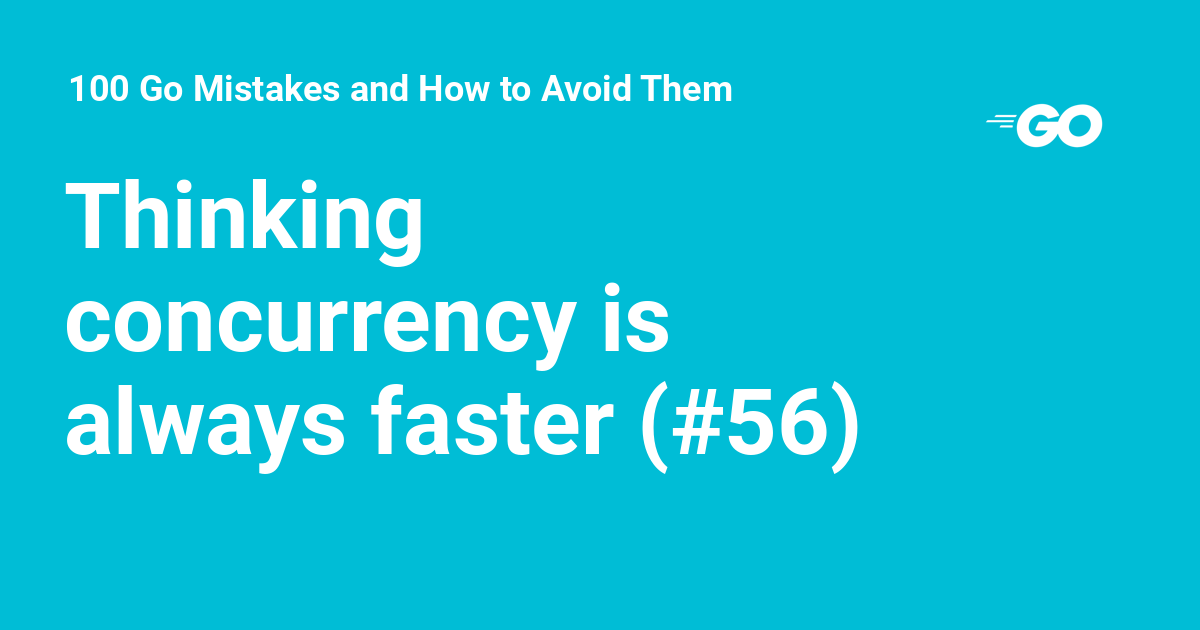 100 Go Mistakes and How to Avoid Them
GO
Thinking
concurrency is
always faster (#56)